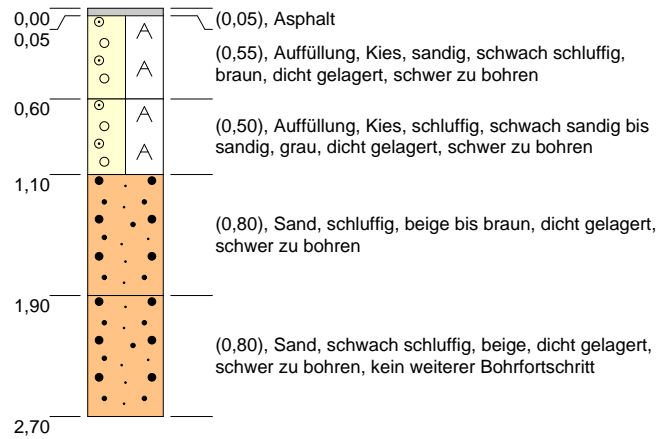 0,00
0,05
(0,05), Asphalt
(0,55), Auffüllung, Kies, sandig, schwach schluffig,
braun, dicht gelagert, schwer zu bohren
0,60
(0,50), Auffüllung, Kies, schluffig, schwach sandig bis
sandig, grau, dicht gelagert, schwer zu bohren
1,10
(0,80), Sand, schluffig, beige bis braun, dicht gelagert,
schwer zu bohren
1,90
(0,80), Sand, schwach schluffig, beige, dicht gelagert,
schwer zu bohren, kein weiterer Bohrfortschritt
2,70